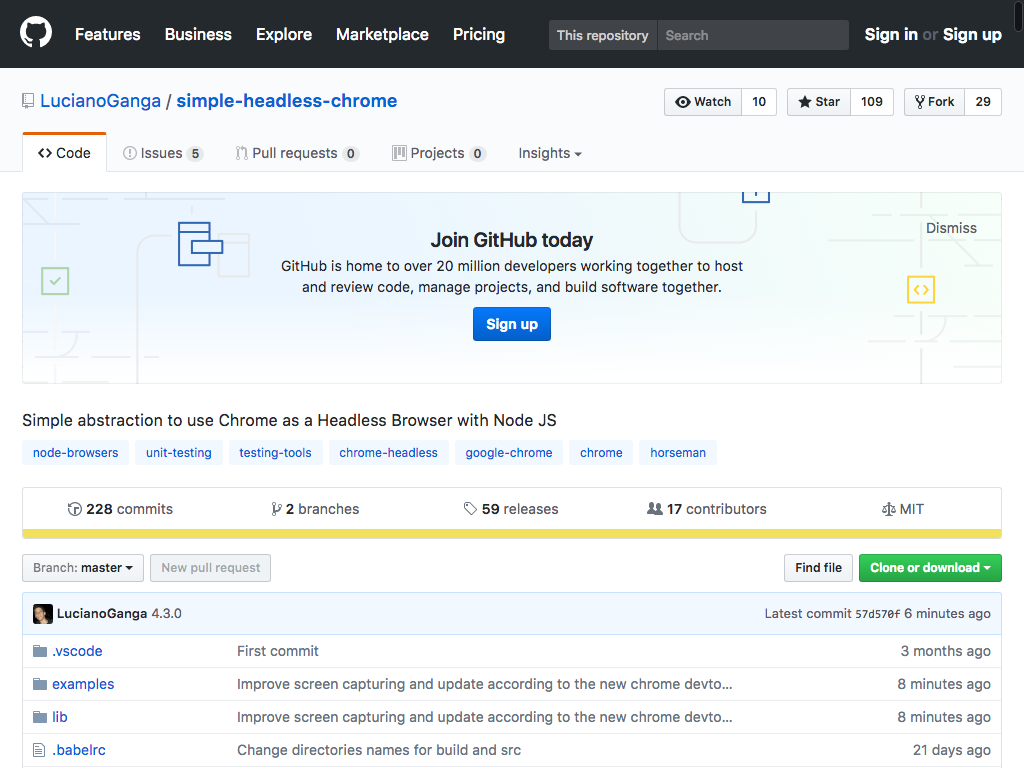 Features Business Explore Marketplace Pricing This repository Search Sign in or Sign up
LucianoGanga / simple-headless-chrome Watch 10 Star 109 Fork 29
Code Issues 5 Pull requests 0 Projects 0 Insights
Dismiss
Join GitHub today
GitHub is home to over 20 million developers working together to host
and review code, manage projects, and build software together.
Sign up
Simple abstraction to use Chrome as a Headless Browser with Node JS
node-browsers unit-testing testing-tools chrome-headless google-chrome chrome horseman
228 commits 2 branches 59 releases 17 contributors MIT
Branch: master New pull request Find file Clone or download
LucianoGanga 4.3.0 Latest commit 57d570f 6 minutes ago
.vscode First commit 3 months ago
examples Improve screen capturing and update according to the new chrome devto... 8 minutes ago
lib Improve screen capturing and update according to the new chrome devto... 8 minutes ago
.babelrc Change directories names for build and src 21 days ago